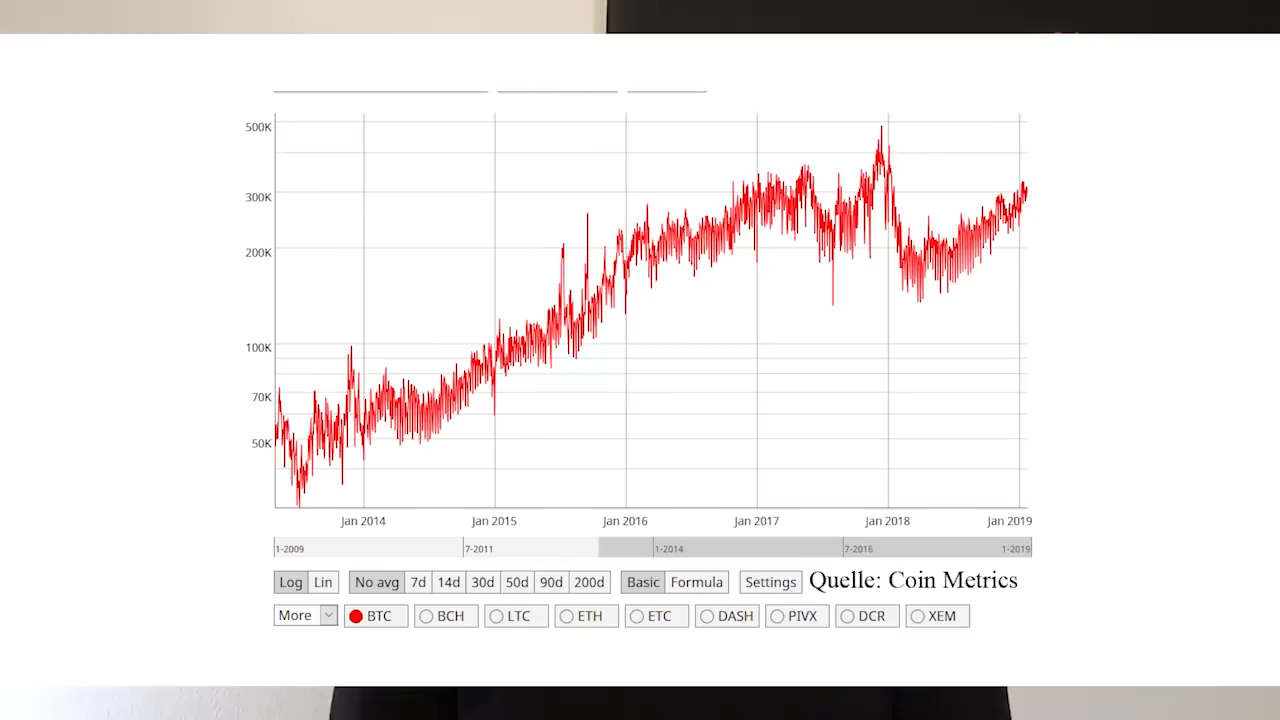 500K
300K
200K
100K
70K
50K
Jan 2014 Jan 2015 Jan 2016 Jan 2017 Jan 2018 Jan 2019
1-2009 7-2011 1-2014 7-2016 1-2019
Log Lin No avg 7d 14d 30d 50d 90d 200d Basic Formula Settings Quelle: Coin Metrics
More BTC BCH LTC ETH ETC DASH PIVX DCR XEM